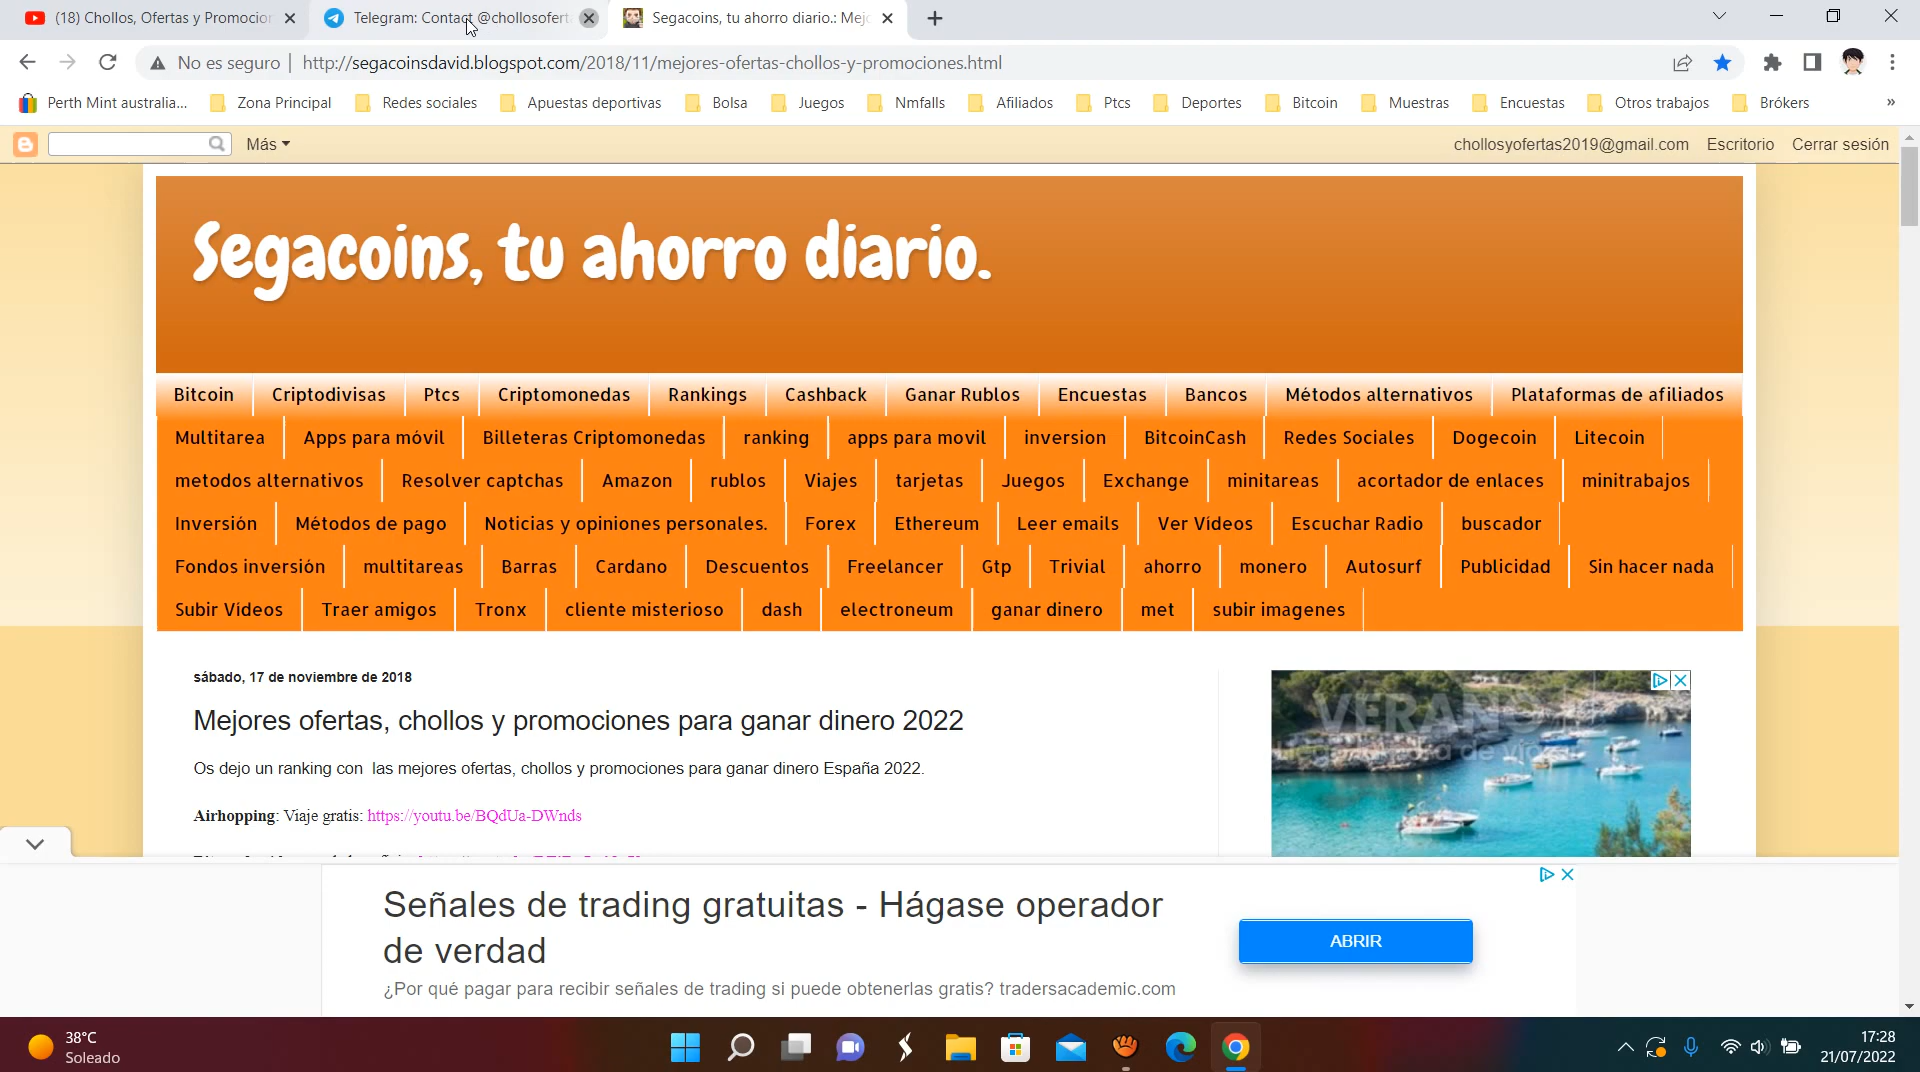 (18) Chollos, Ofertas y Promocion
Telegram: Contact @chollosofert
Segacoins, tu ahorro diario.: Mejo
No es seguro
http://segacoinsdavid.blogspot.com/2018/11/mejores-ofertas-chollos-y-promociones.html
Perth Mint australia... Zona Principal Redes sociales Apuestas deportivas Bolsa Juegos Nmfalls Afiliados Ptcs Deportes Bitcoin Muestras Encuestas Otros trabajos Brókers »
Más chollosyofertas2019@gmail.com Escritorio Cerrar sesión
Segacoins, tu ahorro diario.
Bitcoin Criptodivisas Ptcs Criptomonedas Rankings Cashback Ganar Rublos Encuestas Bancos Métodos alternativos Plataformas de afiliados
Multitarea Apps para móvil Billeteras Criptomonedas ranking apps para movil inversion BitcoinCash Redes Sociales Dogecoin Litecoin
metodos alternativos Resolver captchas Amazon rublos Viajes tarjetas Juegos Exchange minitareas acortador de enlaces minitrabajos
Inversión Métodos de pago Noticias y opiniones personales. Forex Ethereum Leer emails Ver Vídeos Escuchar Radio buscador
Fondos inversión multitareas Barras Cardano Descuentos Freelancer Gtp Trivial ahorro monero Autosurf Publicidad Sin hacer nada
Subir Vídeos Traer amigos Tronx cliente misterioso dash electroneum ganar dinero met subir imagenes
sábado, 17 de noviembre de 2018
Mejores ofertas, chollos y promociones para ganar dinero 2022
Os dejo un ranking con las mejores ofertas, chollos y promociones para ganar dinero España 2022.
Airhopping: Viaje gratis: https://youtu.be/BQdUa-DWnds
Señales de trading gratuitas - Hágase operador
de verdad
¿Por qué pagar para recibir señales de trading si puede obtenerlas gratis? tradersacademic.com
ABRIR
38°C
Soleado
17:28
21/07/2022